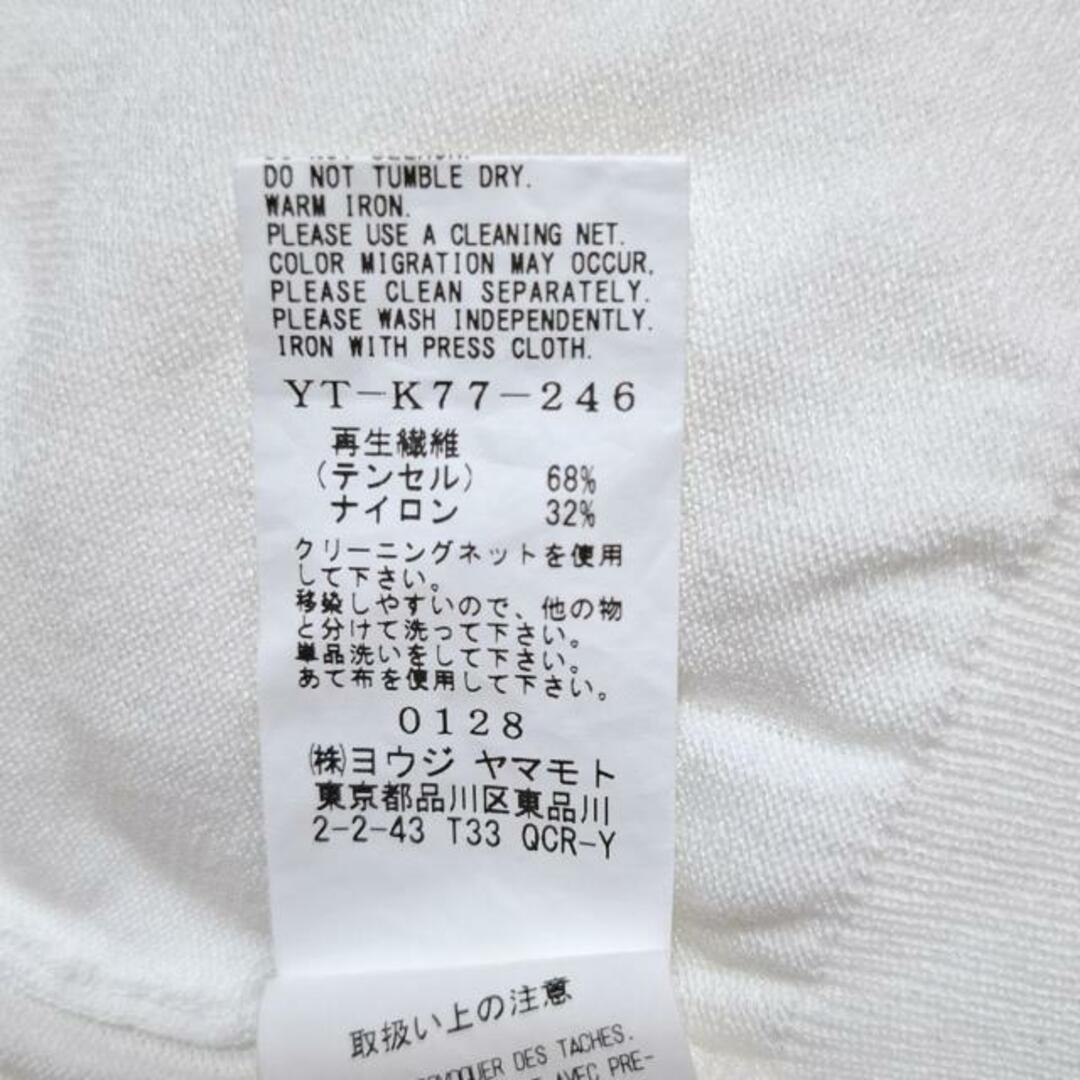 DO NOT TUMBLE DRY.
WARM IRON.
PLEASE USE A CLEANING NET.
COLOR MIGRATION MAY OCCUR.
PLEASE CLEAN SEPARATELY.
PLEASE WASH INDEPENDENTLY.
IRON WITH PRESS CLOTH.
YT-K77-246
再生繊維
(テンセル) 68%
ナイロン 32%
クリーニングネットを使用
して下さい。
移染しやすいので、他の物
と分けて洗って下さい。
単品洗いをして下さい。
あて布を使用して下さい。
0128
㈱ヨウジ ヤマモト
東京都品川区東品川
2-2-43 T33 QCR-Y
取扱い上の注意
DES TACHES.
AVEC PRE-